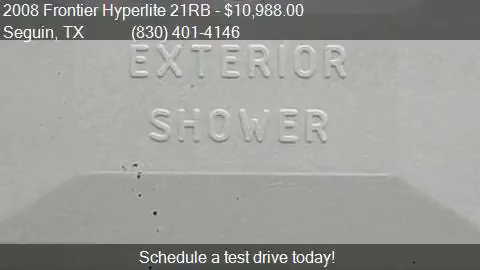 2008 Frontier Hyperlite 21RB - $10,988.00
Seguin, TX (830) 401-4146
EXTERIOR
SHOWER
Schedule a test drive today!